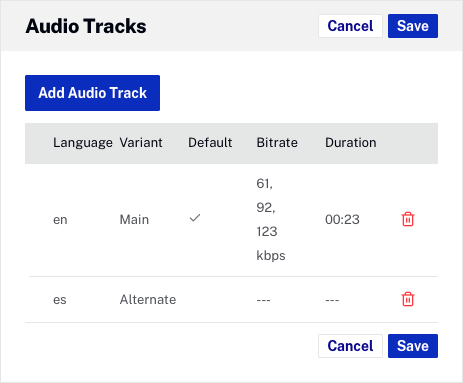 Audio Tracks Cancel Save
Add Audio Track
Language Variant Default Bitrate Duration
en Main ✓ 61, 92, 123 kbps 00:23
es Alternate --- ---
Cancel Save